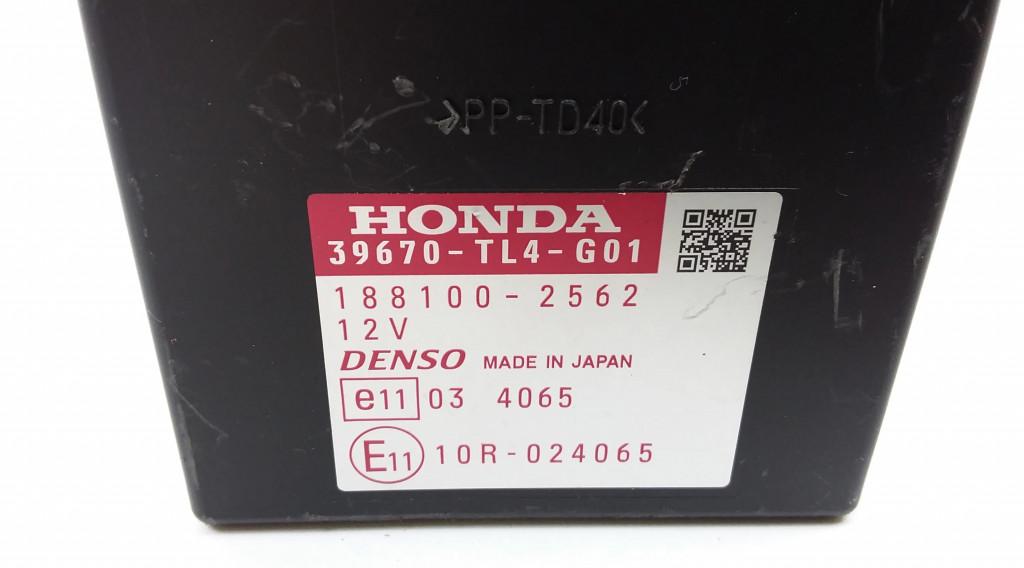 >PP-TD40<
HONDA
39670-TL4-G01
188100-2562
12V
DENSO MADE IN JAPAN
e11 03 4065
E11 10R-024065